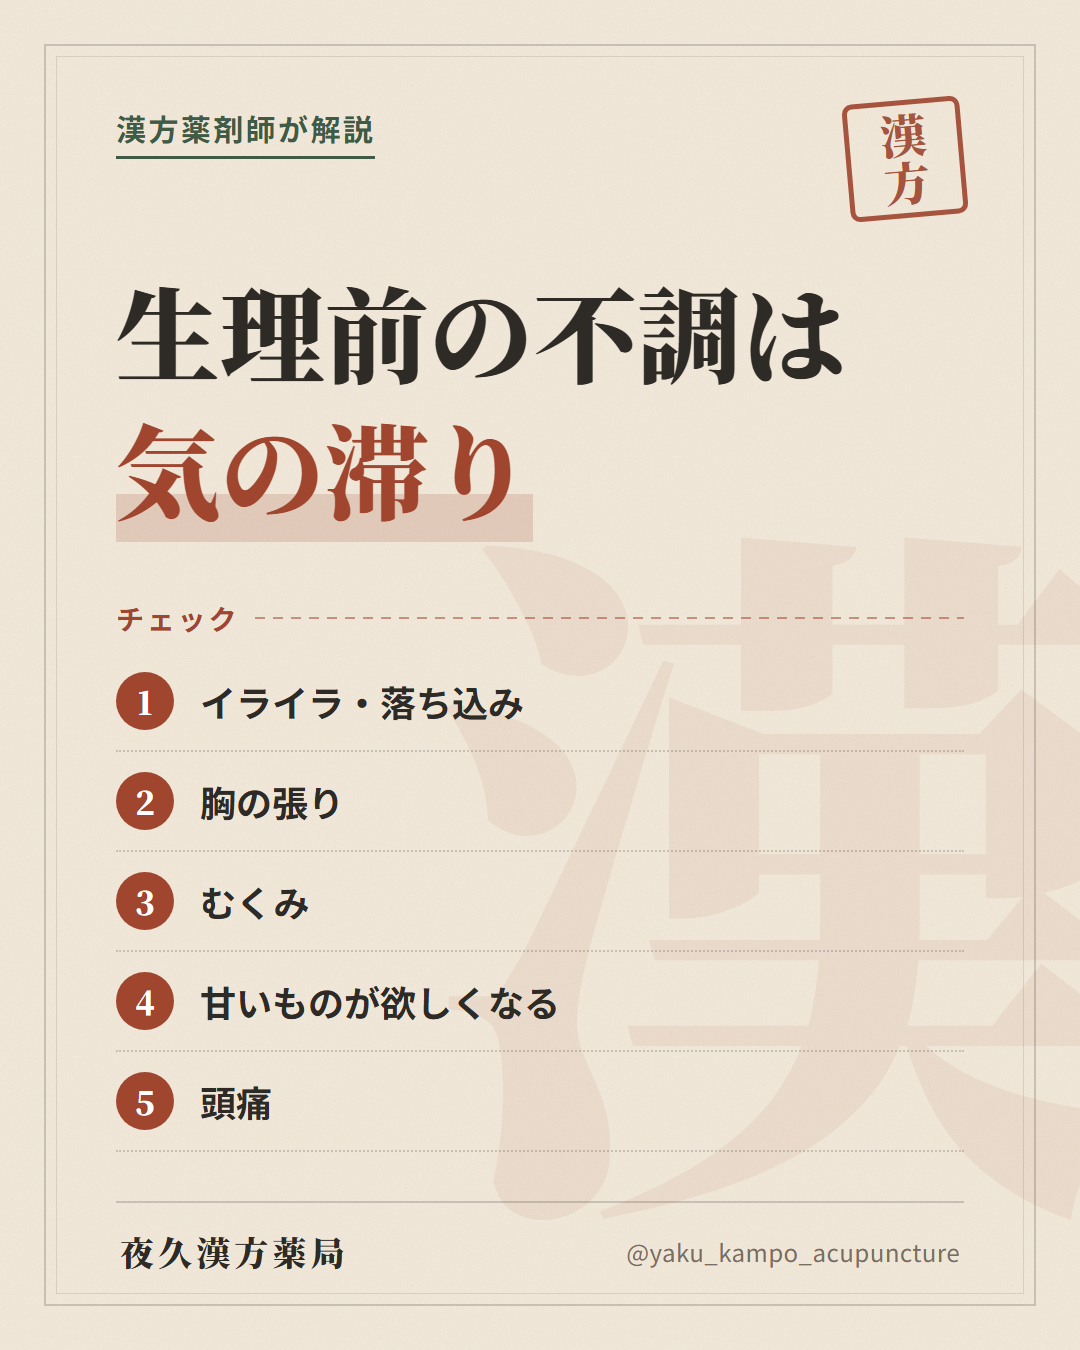 漢方薬剤師が解説
漢方
生理前の不調は
気の滞り
チェック
1 イライラ・落ち込み
2 胸の張り
3 むくみ
4 甘いものが欲しくなる
5 頭痛
漢
夜久漢方薬局
@yaku_kampo_acupuncture